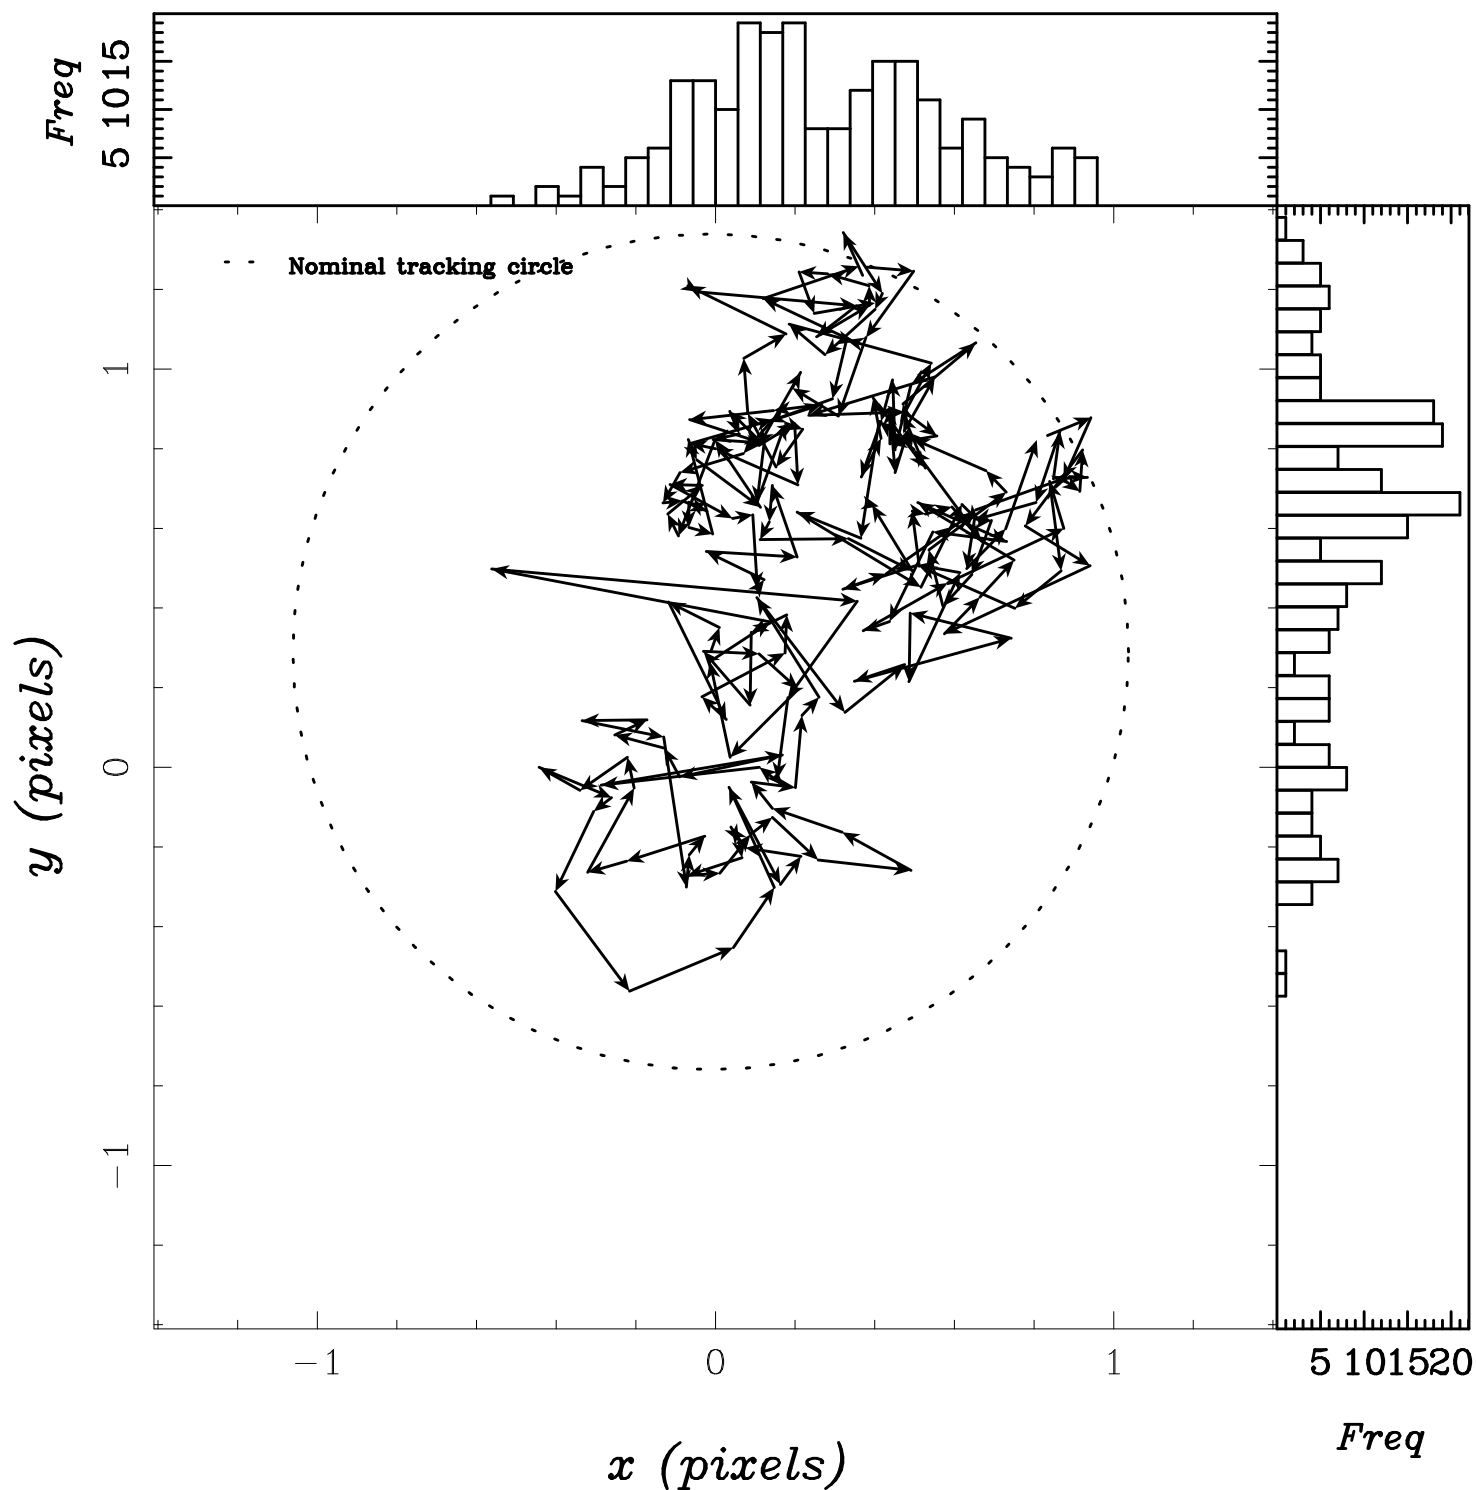 Freq
5 10 15
Nominal tracking circle
1
0
−1
y (pixels)
−1 0 1
5 10 15 20
x (pixels)
Freq